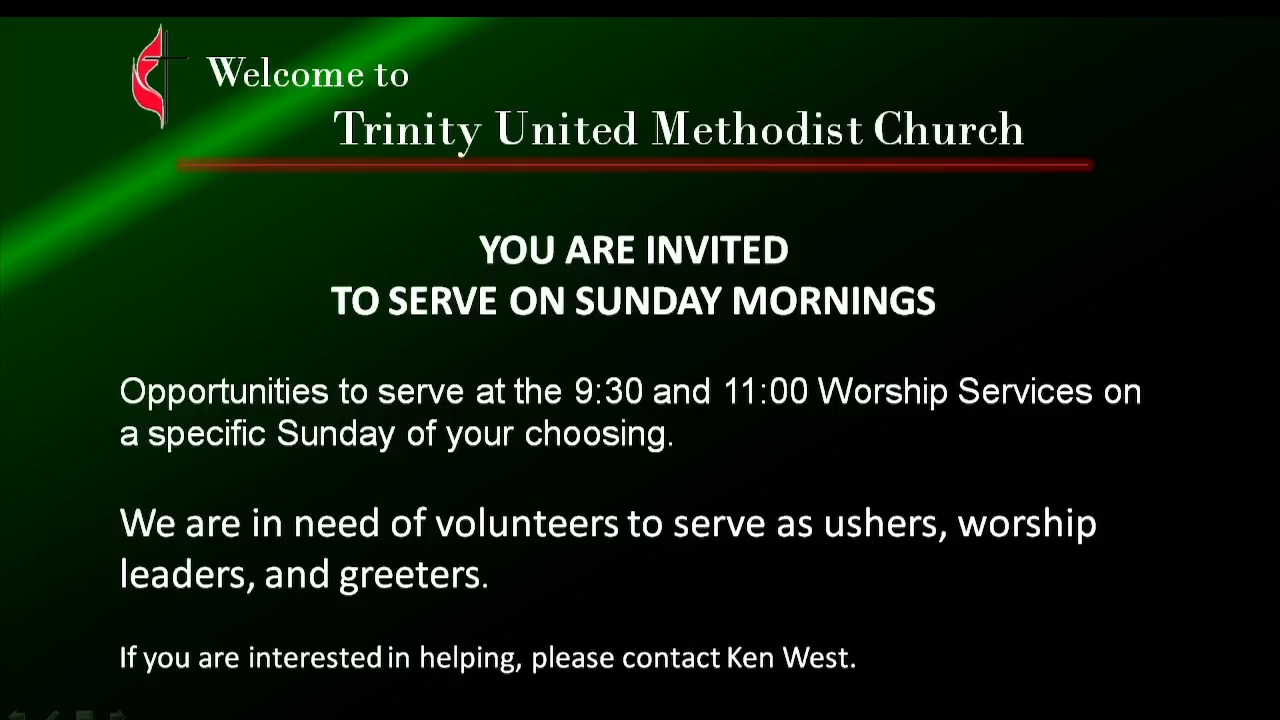 Welcome to
Trinity United Methodist Church
YOU ARE INVITED
TO SERVE ON SUNDAY MORNINGS
Opportunities to serve at the 9:30 and 11:00 Worship Services on
a specific Sunday of your choosing.
We are in need of volunteers to serve as ushers, worship
leaders, and greeters.
If you are interested in helping, please contact Ken West.